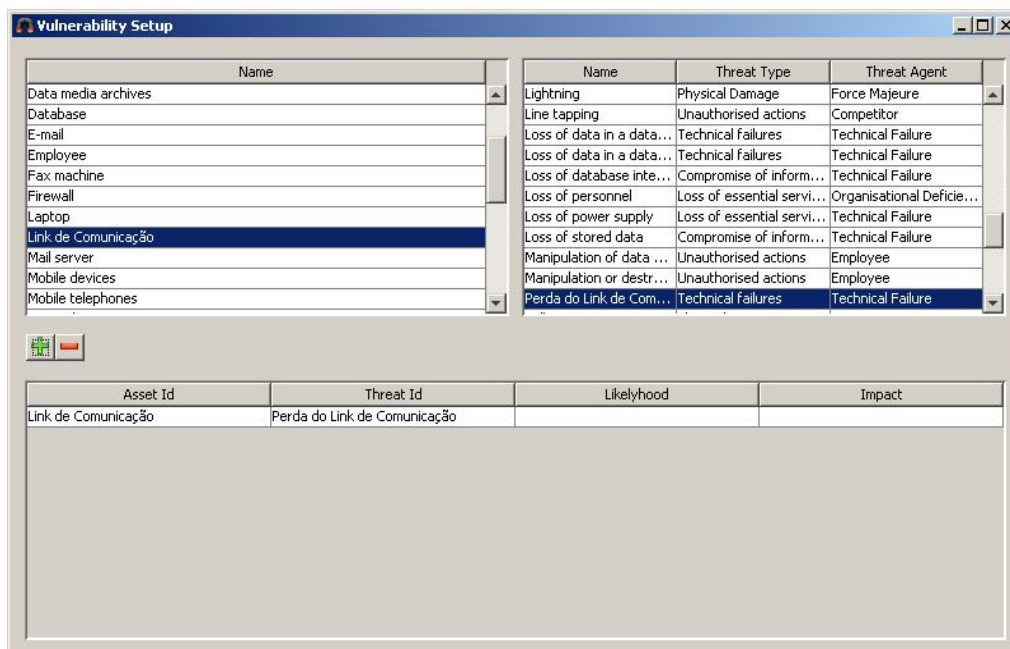 Vulnerability Setup
Name
Data media archives
Database
E-mail
Employee
Fax machine
Firewall
Laptop
Link de Comunicação
Mail server
Mobile devices
Mobile telephones
Name Threat Type Threat Agent
Lightning Physical Damage Force Majeure
Line tapping Unauthorised actions Competitor
Loss of data in a data... Technical failures Technical Failure
Loss of data in a data... Technical failures Technical Failure
Loss of database inte... Compromise of inform... Technical Failure
Loss of personnel Loss of essential servi... Organisational Deficie...
Loss of power supply Loss of essential servi... Technical Failure
Loss of stored data Compromise of inform... Technical Failure
Manipulation of data ... Unauthorised actions Employee
Manipulation or destr... Unauthorised actions Employee
Perda do Link de Com... Technical failures Technical Failure
Asset Id Threat Id Likelyhood Impact
Link de Comunicação Perda do Link de Comunicação